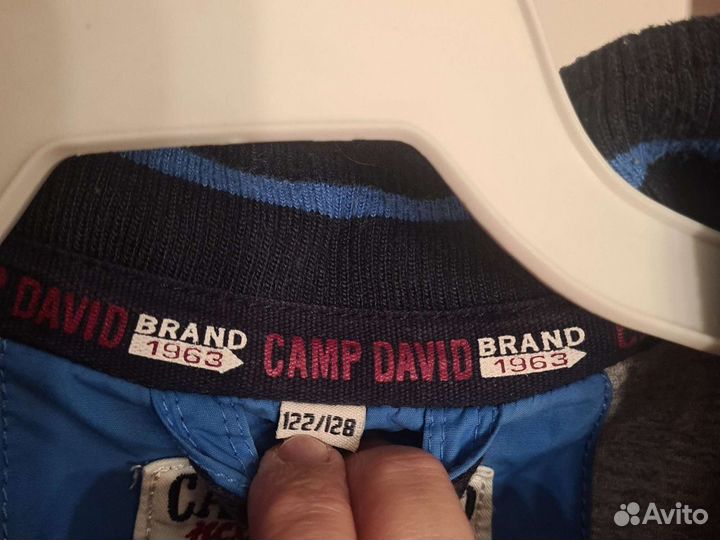 P DAVID BRAND 1963 CAMP DAVID BRAND 1963
122/128
Avito